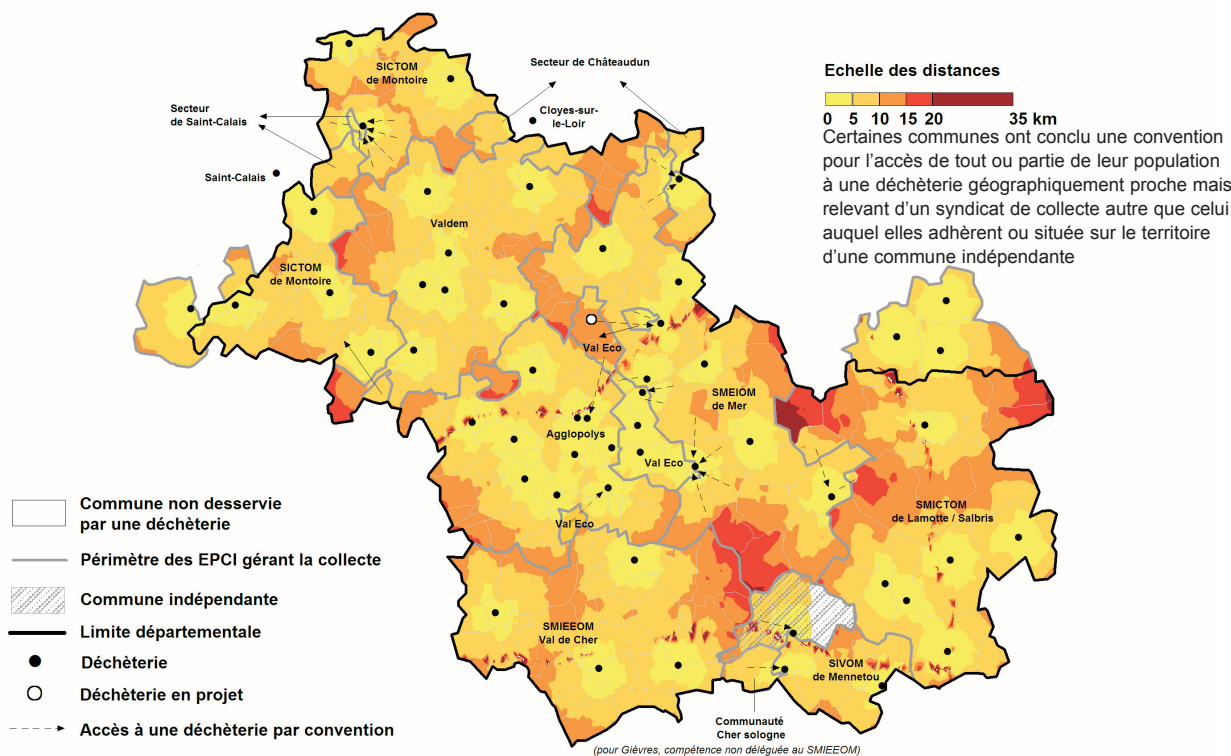 SICTOM
de Montoire
Secteur de Châteaudun
Secteur
de Saint-Calais
Cloyes-sur-
le-Loir
Saint-Calais
Valdem
SICTOM
de Montoire
Val Eco
SMEIOM
de Mer
Agglopolys
Val Eco
Val Eco
SMICTOM
de Lamotte / Salbris
SMIEEOM
Val de Cher
SIVOM
de Mennetou
Communauté
Cher sologne
(pour Gièvres, compétence non déléguée au SMIEEOM)
Echelle des distances
0 5 10 15 20 35 km
Certaines communes ont conclu une convention
pour l'accès de tout ou partie de leur population
à une déchèterie géographiquement proche mais
relevant d'un syndicat de collecte autre que celui
auquel elles adhèrent ou située sur le territoire
d'une commune indépendante
Commune non desservie
par une déchèterie
Périmètre des EPCI gérant la collecte
Commune indépendante
Limite départementale
Déchèterie
Déchèterie en projet
Accès à une déchèterie par convention